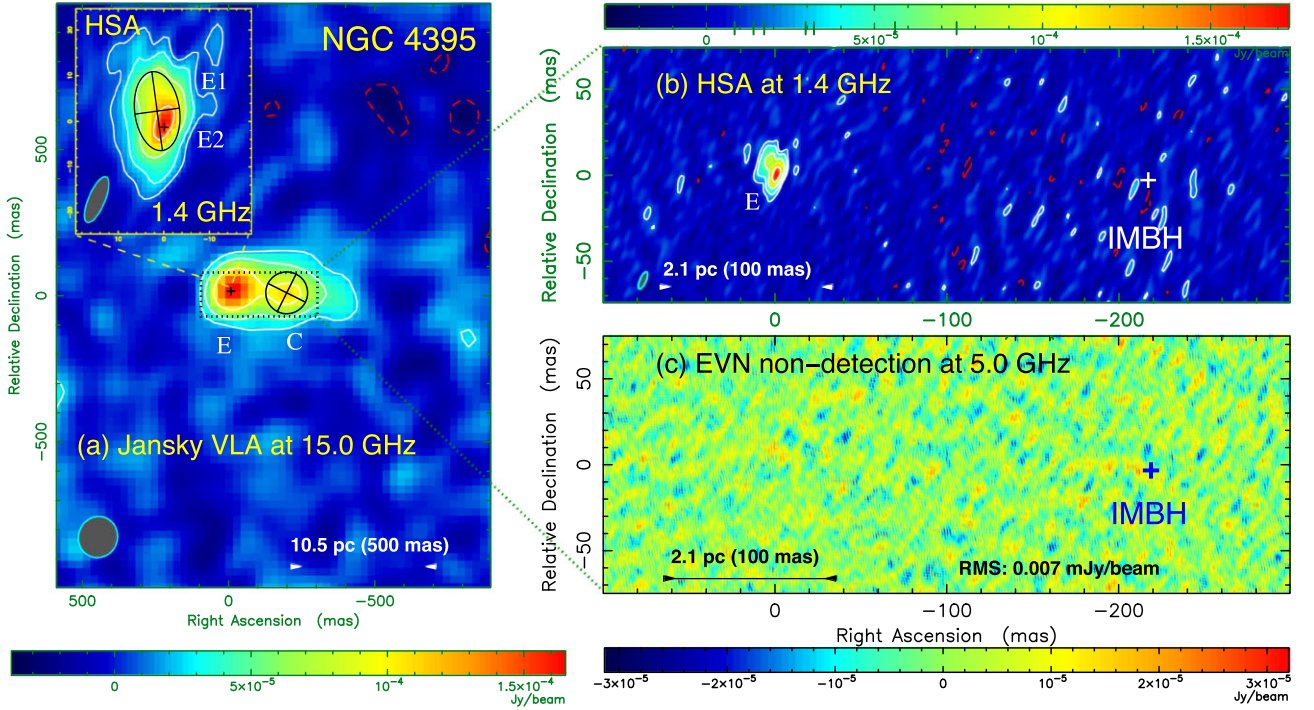 HSA
NGC 4395
E1
E2
1.4 GHz
10
0
-10
E
C
(a) Jansky VLA at 15.0 GHz
10.5 pc (500 mas)
Relative Declination (mas)
500
0
−500
500
0
−500
Right Ascension (mas)
0
5×10⁻⁵
10⁻⁴
1.5×10⁻⁴
Jy/beam
0
5×10⁻⁵
10⁻⁴
1.5×10⁻⁴
Jy/beam
(b) HSA at 1.4 GHz
E
IMBH
2.1 pc (100 mas)
Relative Declination (mas)
50
0
−50
0
−100
−200
(c) EVN non−detection at 5.0 GHz
IMBH
2.1 pc (100 mas)
RMS: 0.007 mJy/beam
Relative Declination (mas)
50
0
−50
0
−100
−200
Right Ascension (mas)
−3×10⁻⁵
−2×10⁻⁵
−10⁻⁵
0
10⁻⁵
2×10⁻⁵
3×10⁻⁵
Jy/beam